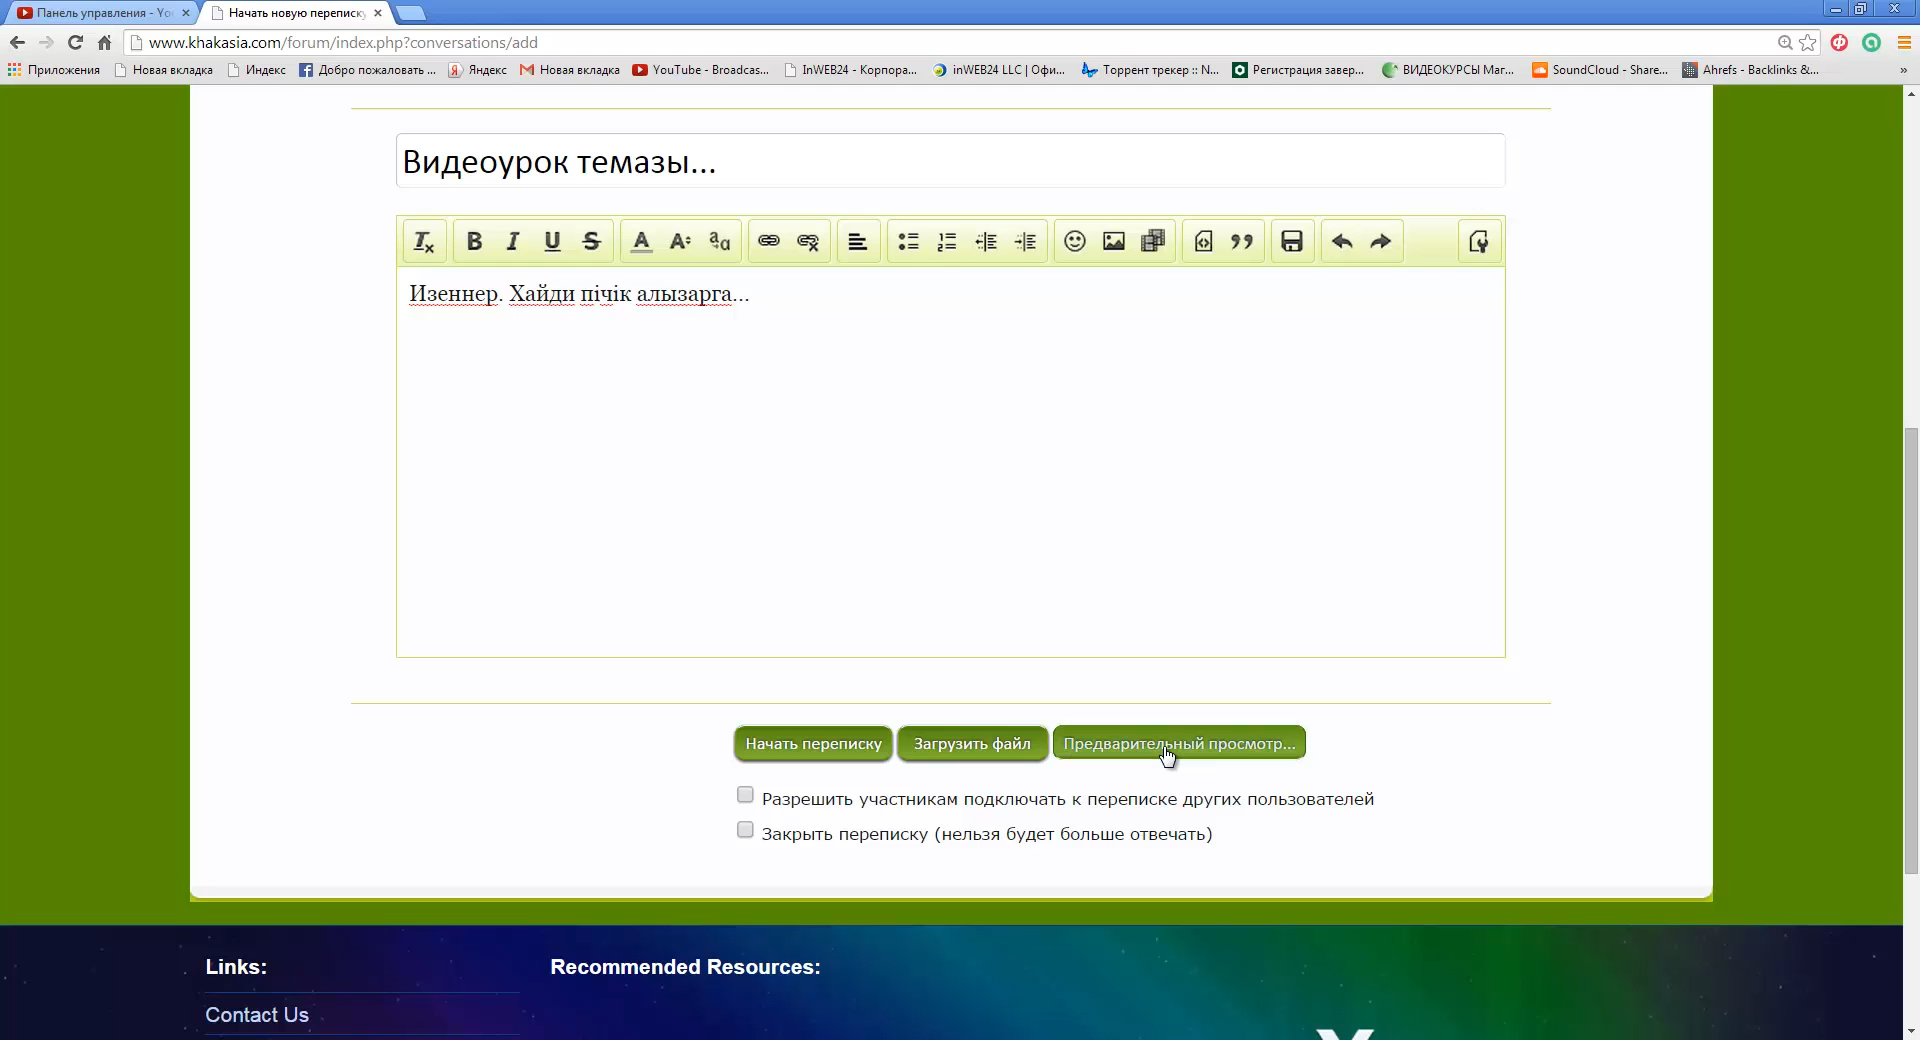 Панель управления - Yo
Начать новую переписку
www.khakasia.com/forum/index.php?conversations/add
Приложения
Новая вкладка
Индекс
Добро пожаловать ...
Яндекс
Новая вкладка
YouTube - Broadcas...
InWEB24 - Корпора...
inWEB24 LLC | Офи...
Торрент трекер :: N...
Регистрация завер...
ВИДЕОКУРСЫ Маг...
SoundCloud - Share...
Ahrefs - Backlinks &...
»
Видеоурок темазы...
Изеннер. Хайди пічік алызарга...
Начать переписку
Загрузить файл
Предварительный просмотр...
Разрешить участникам подключать к переписке других пользователей
Закрыть переписку (нельзя будет больше отвечать)
Links:
Recommended Resources:
Contact Us